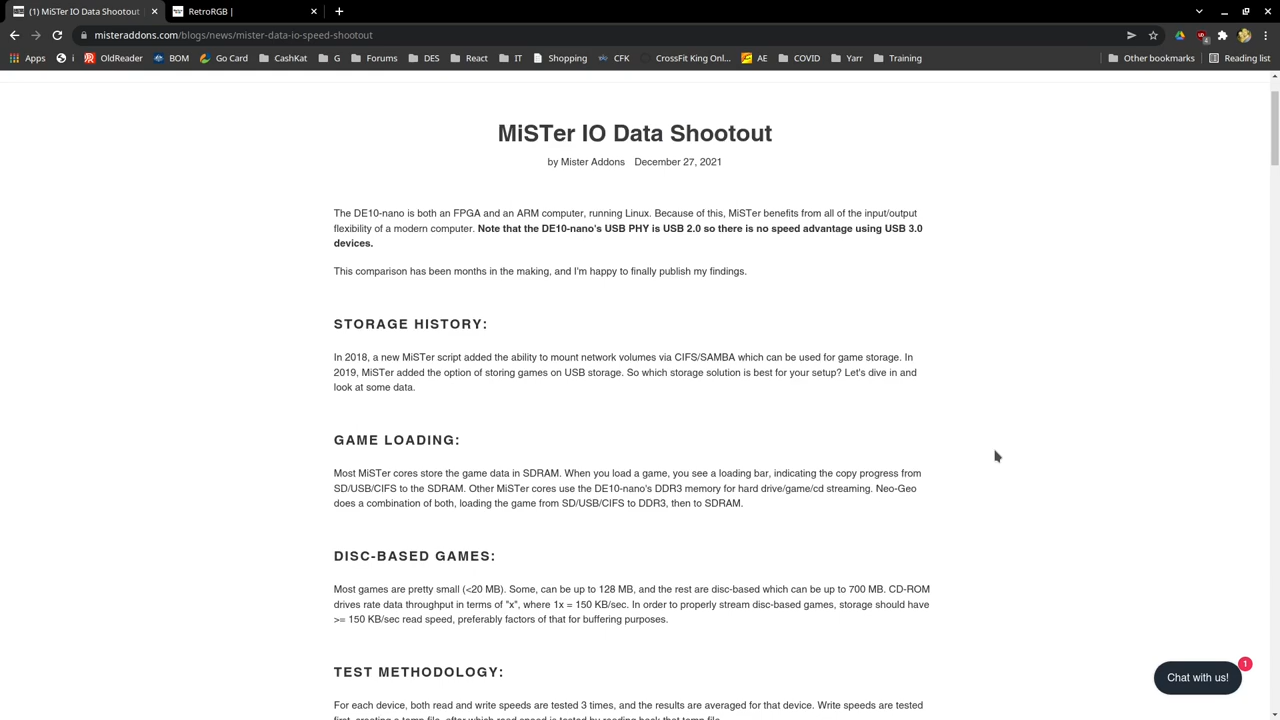 (1) MiSTer IO Data Shootout
RetroRGB |
misteraddons.com/blogs/news/mister-data-io-speed-shootout
Apps
i
OldReader
BOM
Go Card
CashKat
G
Forums
DES
React
IT
Shopping
CFK
CrossFit King Onl...
AE
COVID
Yarr
Training
Other bookmarks
Reading list
MiSTer IO Data Shootout
by Mister Addons December 27, 2021
The DE10-nano is both an FPGA and an ARM computer, running Linux. Because of this, MiSTer benefits from all of the input/output
flexibility of a modern computer. Note that the DE10-nano's USB PHY is USB 2.0 so there is no speed advantage using USB 3.0
devices.
This comparison has been months in the making, and I'm happy to finally publish my findings.
STORAGE HISTORY:
In 2018, a new MiSTer script added the ability to mount network volumes via CIFS/SAMBA which can be used for game storage. In
2019, MiSTer added the option of storing games on USB storage. So which storage solution is best for your setup? Let's dive in and
look at some data.
GAME LOADING:
Most MiSTer cores store the game data in SDRAM. When you load a game, you see a loading bar, indicating the copy progress from
SD/USB/CIFS to the SDRAM. Other MiSTer cores use the DE10-nano's DDR3 memory for hard drive/game/cd streaming. Neo-Geo
does a combination of both, loading the game from SD/USB/CIFS to DDR3, then to SDRAM.
DISC-BASED GAMES:
Most games are pretty small (<20 MB). Some, can be up to 128 MB, and the rest are disc-based which can be up to 700 MB. CD-ROM
drives rate data throughput in terms of "x", where 1x = 150 KB/sec. In order to properly stream disc-based games, storage should have
>= 150 KB/sec read speed, preferably factors of that for buffering purposes.
TEST METHODOLOGY:
For each device, both read and write speeds are tested 3 times, and the results are averaged for that device. Write speeds are tested
first, creating a temp file, after which read speed is tested by reading back that temp file.
Chat with us!
1